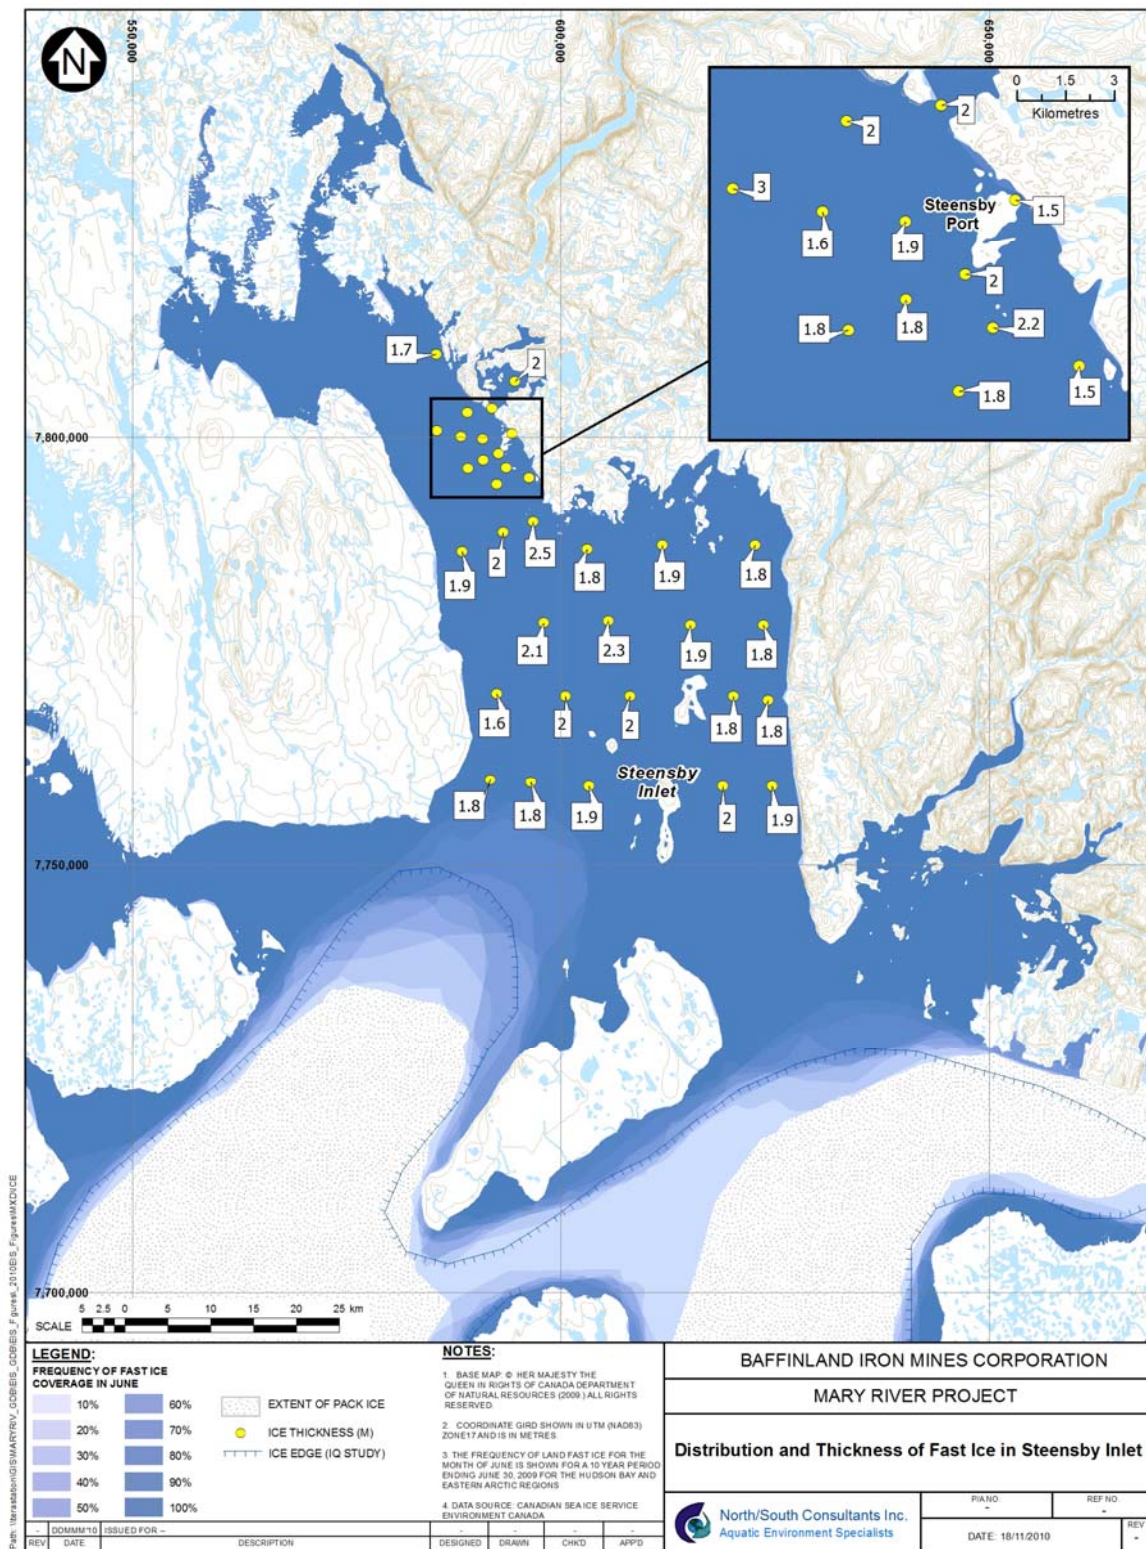 550,000
600,000
650,000
N
0 1.5 3
Kilometres
2
2
3
Steensby
Port
1.5
1.6
1.9
2
1.8
1.8
2.2
1.8
1.5
1.7
2
7,800,000
1.9
2
2.5
1.8
1.9
1.8
2.1
2.3
1.9
1.8
1.6
2
2
1.8
1.8
Steensby
Inlet
1.8
1.8
1.9
2
1.9
7,750,000
7,700,000
5 2.5 0 5 10 15 20 25 km
SCALE
LEGEND:
FREQUENCY OF FAST ICE
COVERAGE IN JUNE
10% 60%
20% 70%
30% 80%
40% 90%
50% 100%
EXTENT OF PACK ICE
ICE THICKNESS (M)
ICE EDGE (IQ STUDY)
NOTES:
1. BASE MAP: © HER MAJESTY THE
QUEEN IN RIGHTS OF CANADA DEPARTMENT
OF NATURAL RESOURCES (2009) ALL RIGHTS
RESERVED.
2. COORDINATE GIRD SHOWN IN UTM (NAD83)
ZONE17 AND IS IN METRES
3. THE FREQUENCY OF LAND FAST ICE FOR THE
MONTH OF JUNE IS SHOWN FOR A 10 YEAR PERIOD
ENDING JUNE 30, 2009 FOR THE HUDSON BAY AND
EASTERN ARCTIC REGIONS
4. DATA SOURCE: CANADIAN SEA ICE SERVICE
ENVIRONMENT CANADA
BAFFINLAND IRON MINES CORPORATION
MARY RIVER PROJECT
Distribution and Thickness of Fast Ice in Steensby Inlet
North/South Consultants Inc.
Aquatic Environment Specialists
P/A NO.
-
REF NO.
-
DATE: 18/11/2010
REV
-
- DDMMM'10 ISSUED FOR -- - - - -
REV DATE DESCRIPTION DESIGNED DRAWN CHK'D APP'D